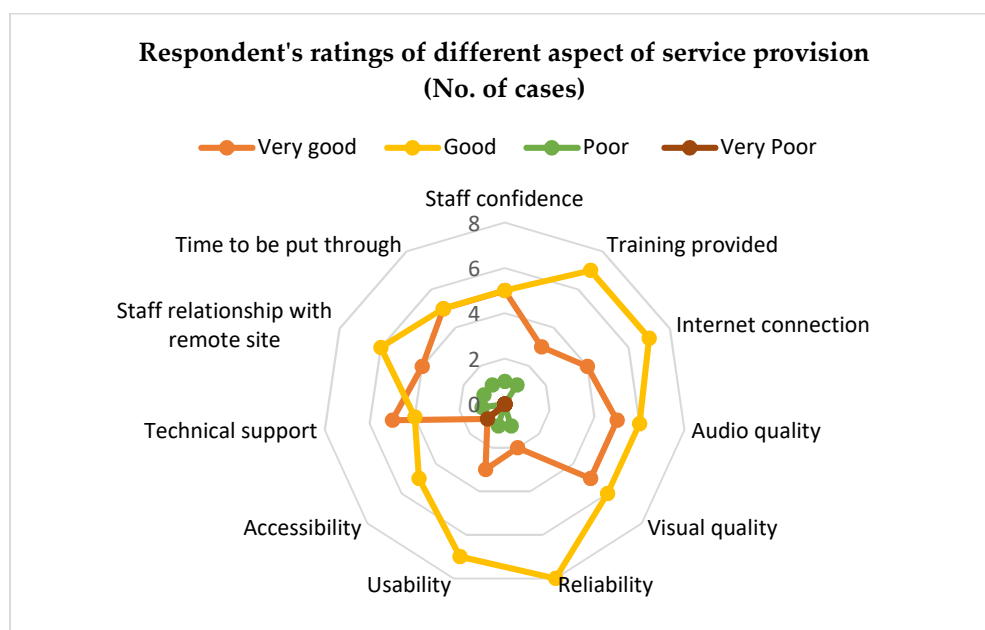 Respondent's ratings of different aspect of service provision
(No. of cases)
Very good Good Poor Very Poor
Staff confidence
8
Time to be put through
Training provided
6
Staff relationship with
remote site
Internet connection
4
2
0
Technical support
Audio quality
Accessibility
Visual quality
Usability
Reliability